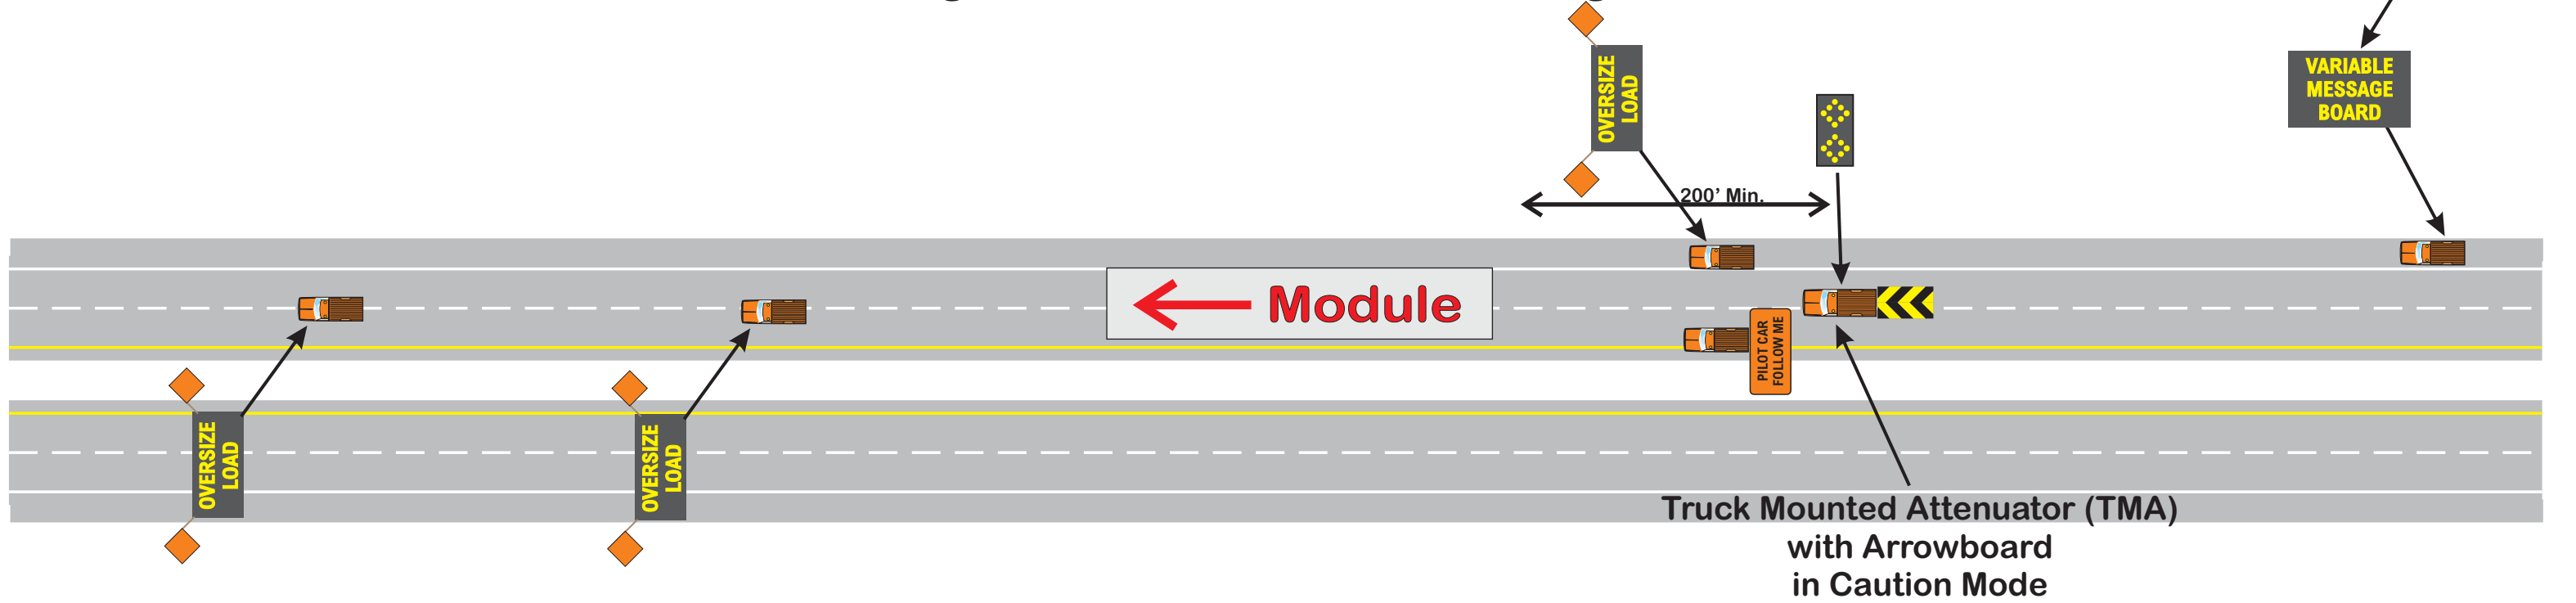 OVERSIZE
LOAD
VARIABLE
MESSAGE
BOARD
200’ Min.
Module
PILOT CAR
FOLLOW ME
OVERSIZE
LOAD
OVERSIZE
LOAD
Truck Mounted Attenuator (TMA)
with Arrowboard
in Caution Mode